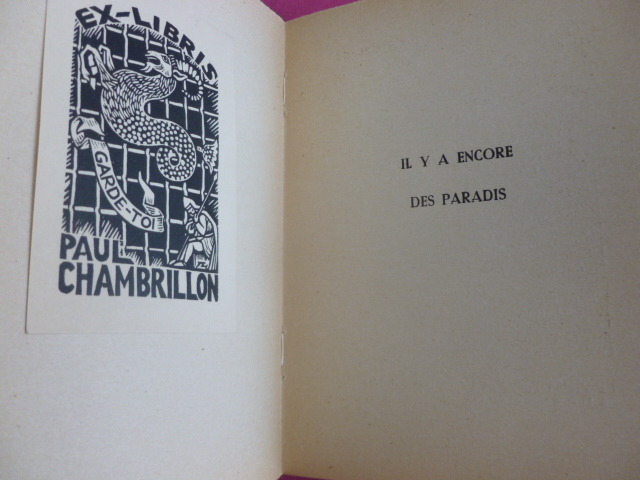 EX-LIBRIS
GARDE-TOI
PAUL
CHAMBRILLON
IL Y A ENCORE
DES PARADIS